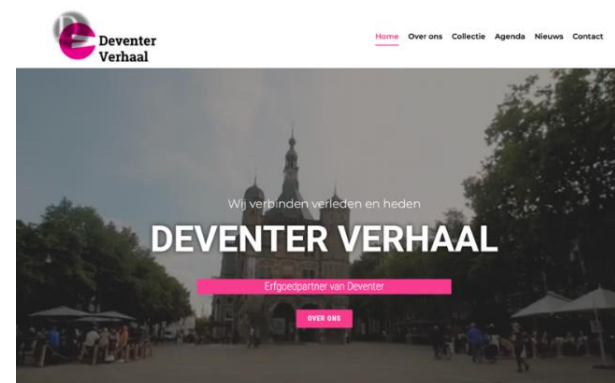 Deventer
Verhaal
Home Over ons Collectie Agenda Nieuws Contact
Wij verbinden verleden en heden
DEVENTER VERHAAL
Erfgoedpartner van Deventer
OVER ONS